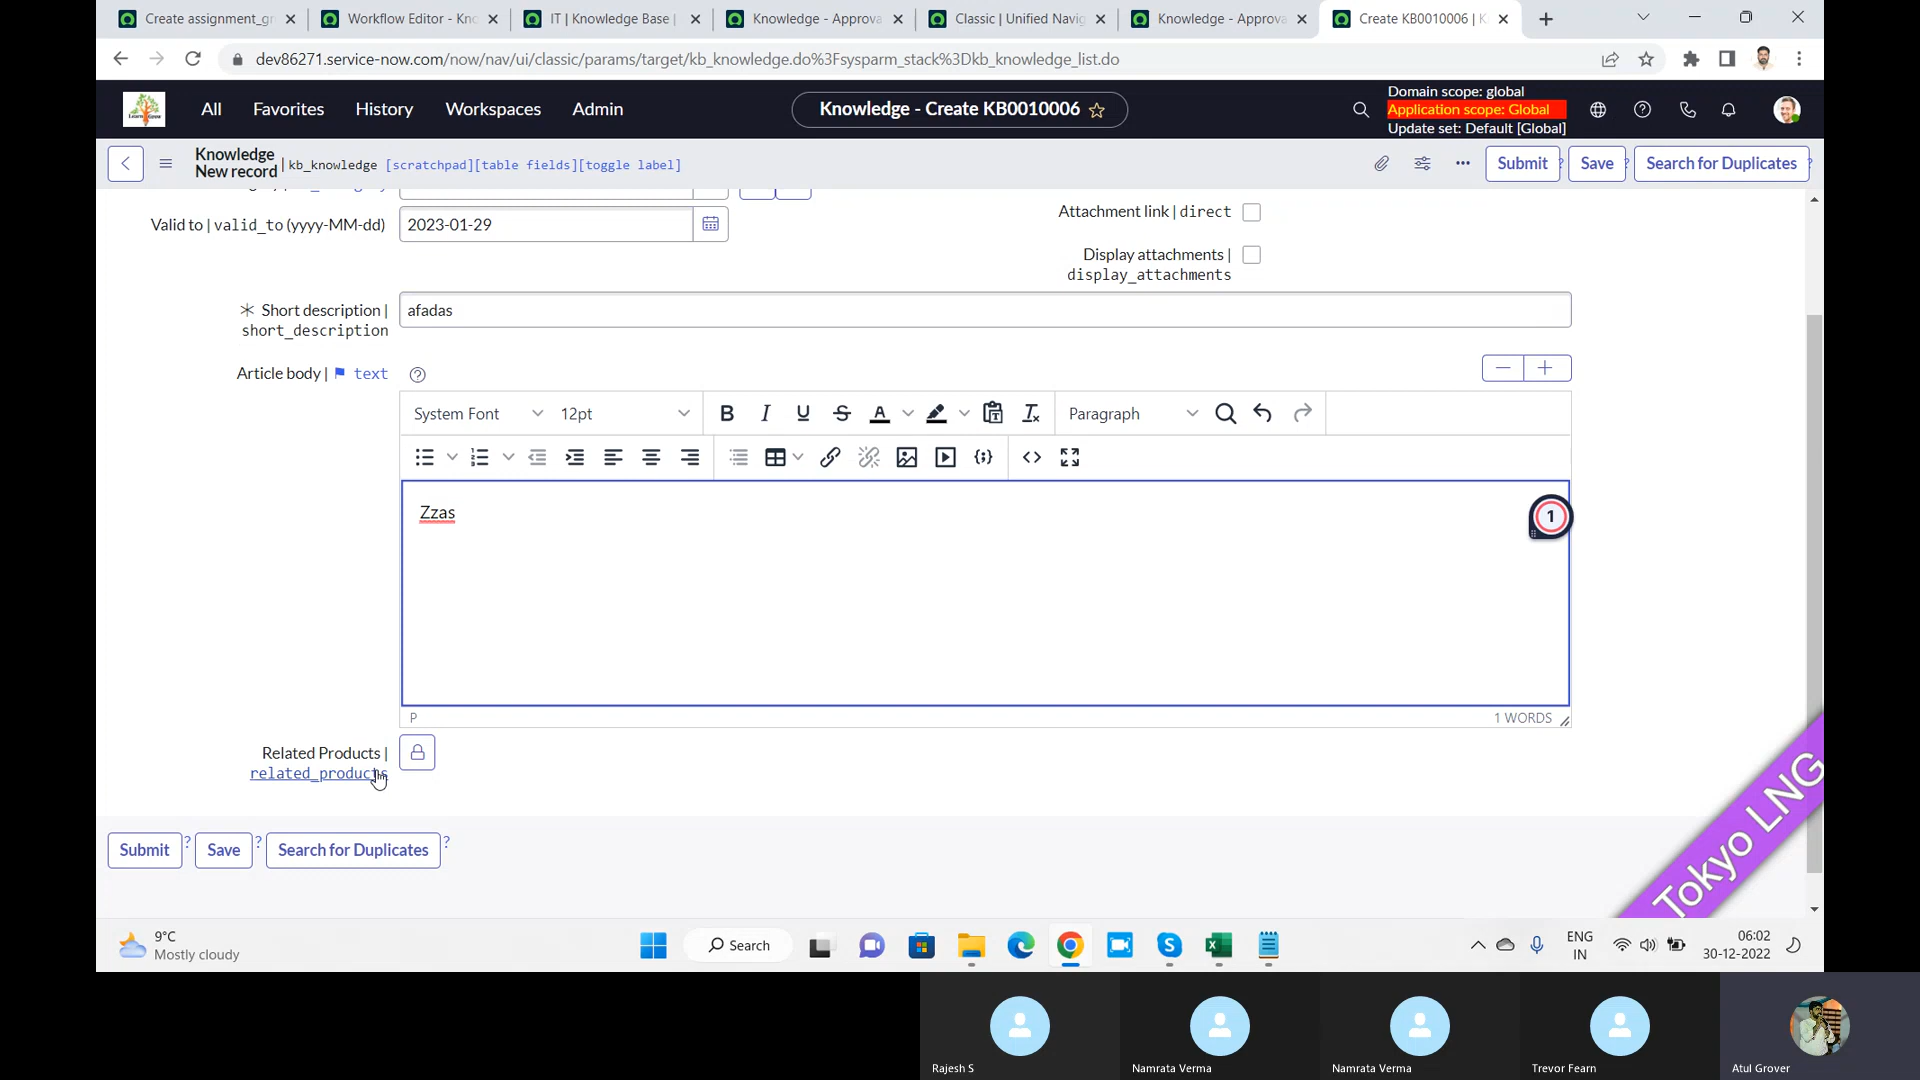 Create assignment_gr
Workflow Editor - Kno
IT | Knowledge Base |
Knowledge - Approva
Classic | Unified Navig
Knowledge - Approva
Create KB0010006 | K
dev86271.service-now.com/now/nav/ui/classic/params/target/kb_knowledge.do%3Fsysparm_stack%3Dkb_knowledge_list.do
All
Favorites
History
Workspaces
Admin
Knowledge - Create KB0010006
Domain scope: global
Application scope: Global
Update set: Default [Global]
Knowledge
New record | kb_knowledge [scratchpad][table fields][toggle label]
Submit ?
Save ?
Search for Duplicates ?
Valid to | valid_to (yyyy-MM-dd)
2023-01-29
Attachment link | direct
Display attachments |
display_attachments
Short description |
short_description
afadas
Article body | text
System Font
12pt
Paragraph
Zzas
1
P
1 WORDS
Related Products |
related_products
Submit ?
Save ?
Search for Duplicates ?
Tokyo LNG
9°C
Mostly cloudy
Search
ENG
IN
06:02
30-12-2022
Rajesh S
Namrata Verma
Namrata Verma
Trevor Fearn
Atul Grover